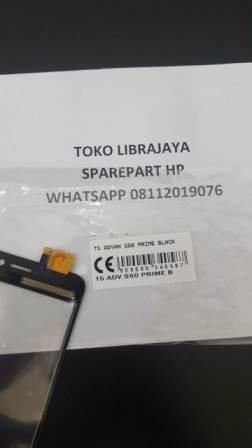 TOKO LIBRAJAYA
SPAREPART HP
WHATSAPP 08112019076
TS ADVAN S50 PRIME BLACK
CE
TS ADV S50 PRIME B